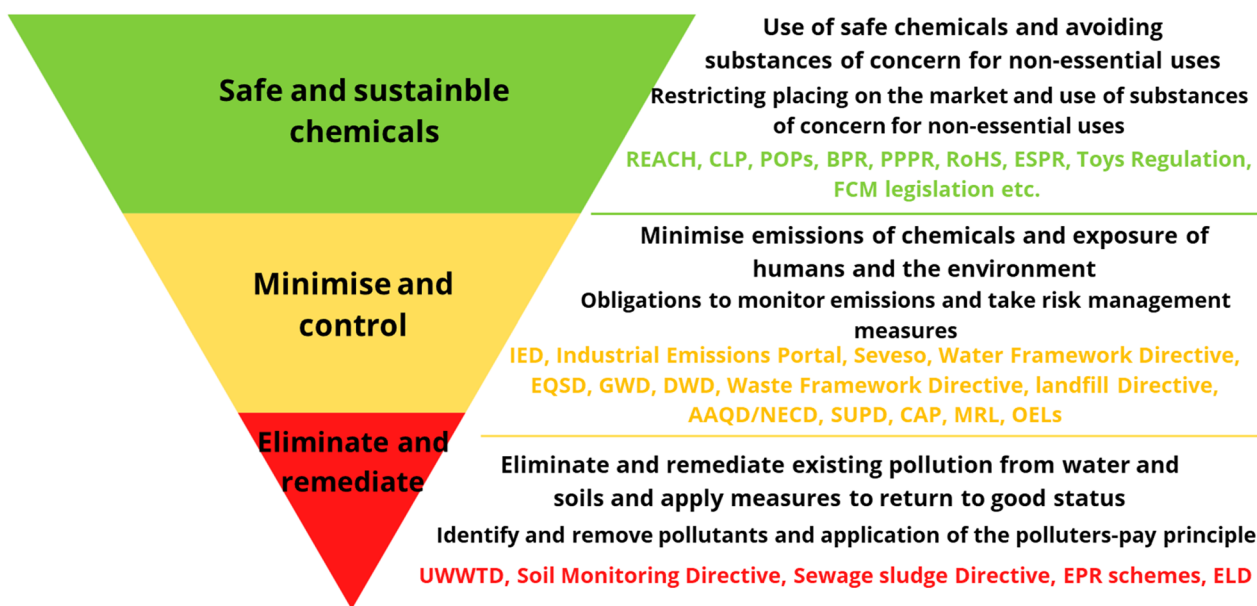 Safe and sustainble
chemicals
Use of safe chemicals and avoiding
substances of concern for non-essential uses
Restricting placing on the market and use of substances
of concern for non-essential uses
REACH, CLP, POPs, BPR, PPPR, RoHS, ESPR, Toys Regulation,
FCM legislation etc.
Minimise and
control
Minimise emissions of chemicals and exposure of
humans and the environment
Obligations to monitor emissions and take risk management
measures
IED, Industrial Emissions Portal, Seveso, Water Framework Directive,
EQSD, GWD, DWD, Waste Framework Directive, landfill Directive,
AAQD/NECD, SUPD, CAP, MRL, OELs
Eliminate and
remediate
Eliminate and remediate existing pollution from water and
soils and apply measures to return to good status
Identify and remove pollutants and application of the polluters-pay principle
UWWTD, Soil Monitoring Directive, Sewage sludge Directive, EPR schemes, ELD